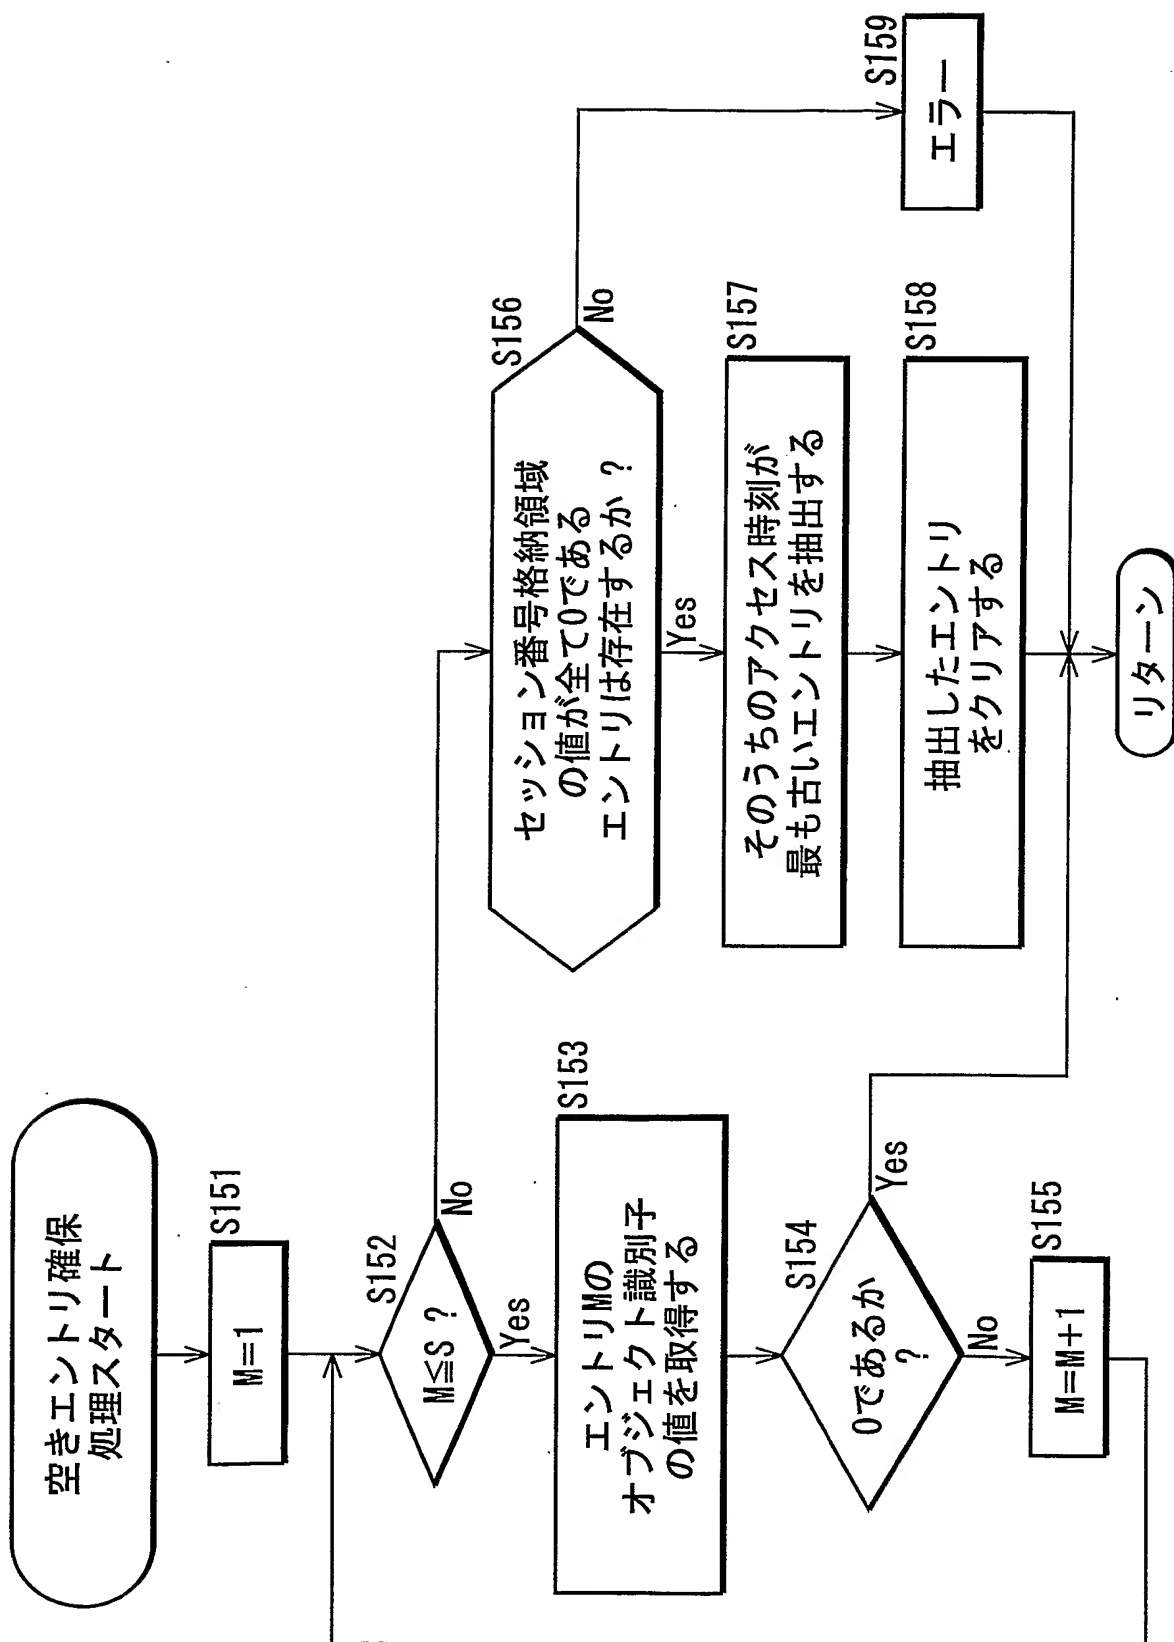 空きエントリ確保
処理スタート
S151
M=1
S152
M≦S ?
No
Yes
S153
エントリMの
オブジェクト識別子
の値を取得する
S154
0であるか
?
Yes
No
S155
M=M+1
S156
セッション番号格納領域
の値が全て0である
エントリは存在するか ?
No
Yes
S157
そのうちのアクセス時刻が
最も古いエントリを抽出する
S158
抽出したエントリ
をクリアする
S159
エラー
リターン